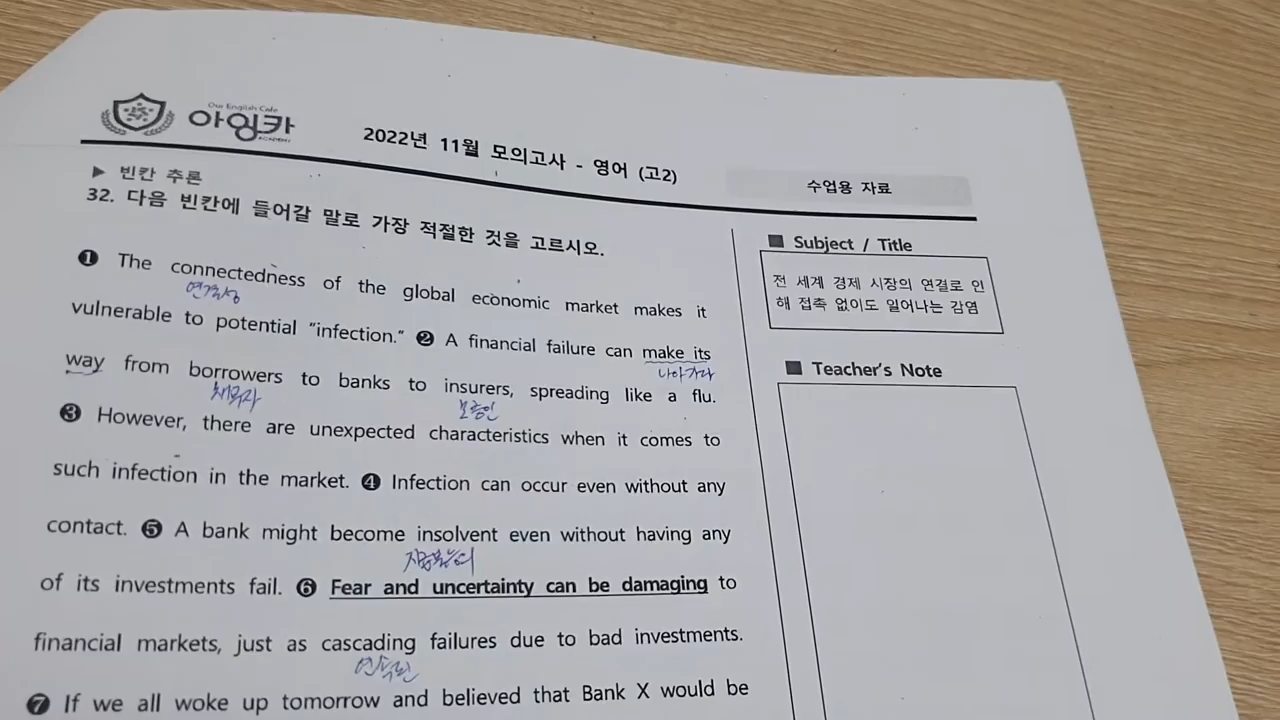 Our English Cafe
아잉카
ACADEMY
2022년 11월 모의고사 - 영어 (고2)
수업용 자료
▶ 빈칸 추론
32. 다음 빈칸에 들어갈 말로 가장 적절한 것을 고르시오.
❶ The connectedness of the global economic market makes it
연결성
vulnerable to potential "infection." ❷ A financial failure can make its
나아가다
way from borrowers to banks to insurers, spreading like a flu.
채무자
보증인
❸ However, there are unexpected characteristics when it comes to
such infection in the market. ❹ Infection can occur even without any
contact. ❺ A bank might become insolvent even without having any
of its investments fail. ❻ Fear and uncertainty can be damaging to
financial markets, just as cascading failures due to bad investments.
연속된
❼ If we all woke up tomorrow and believed that Bank X would be
■ Subject / Title
전 세계 경제 시장의 연결로 인
해 접촉 없이도 일어나는 감염
■ Teacher's Note